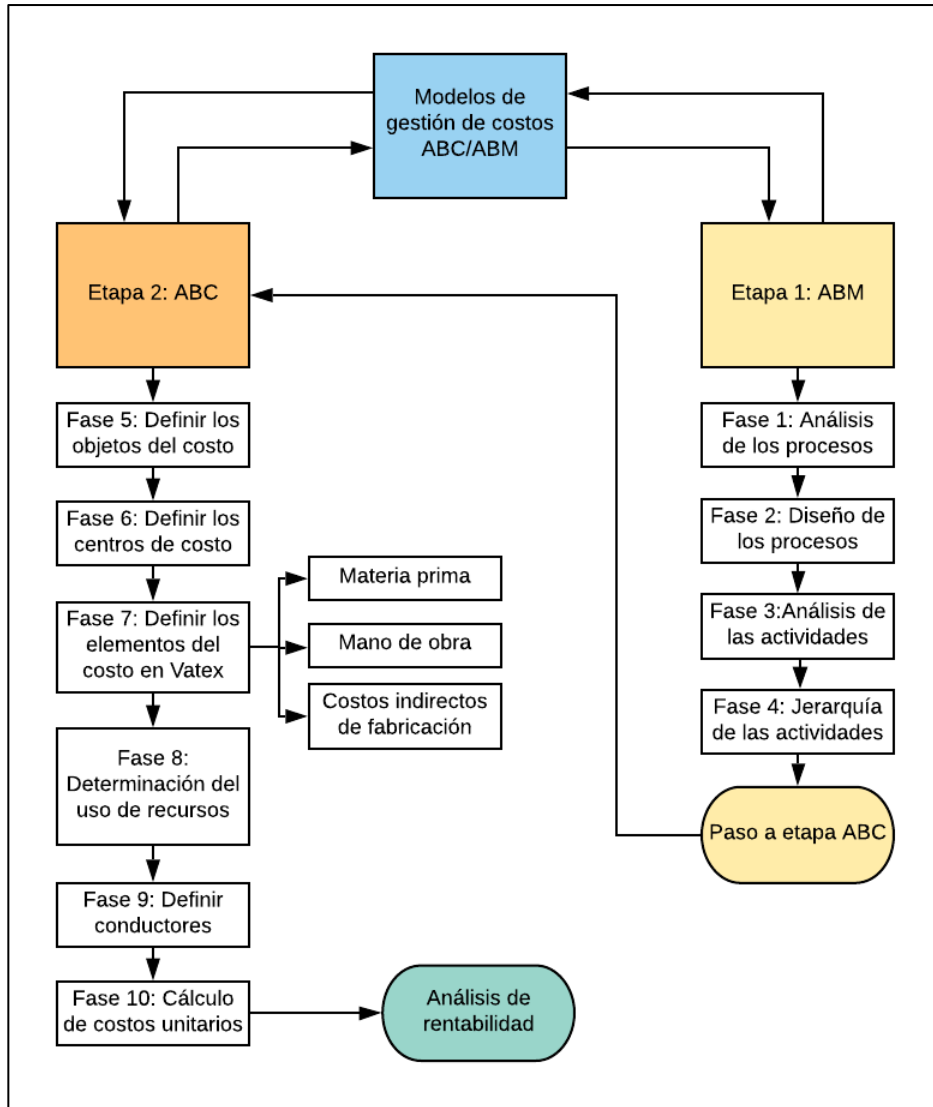 Modelos de
gestión de costos
ABC/ABM
Etapa 2: ABC
Etapa 1: ABM
Fase 5: Definir los
objetos del costo
Fase 6: Definir los
centros de costo
Fase 7: Definir los
elementos del
costo en Vatex
Materia prima
Mano de obra
Costos indirectos
de fabricación
Fase 8:
Determinación del
uso de recursos
Fase 9: Definir
conductores
Fase 10: Cálculo
de costos unitarios
Análisis de
rentabilidad
Fase 1: Análisis
de los procesos
Fase 2: Diseño de
los procesos
Fase 3:Análisis de
las actividades
Fase 4: Jerarquía
de las actividades
Paso a etapa ABC